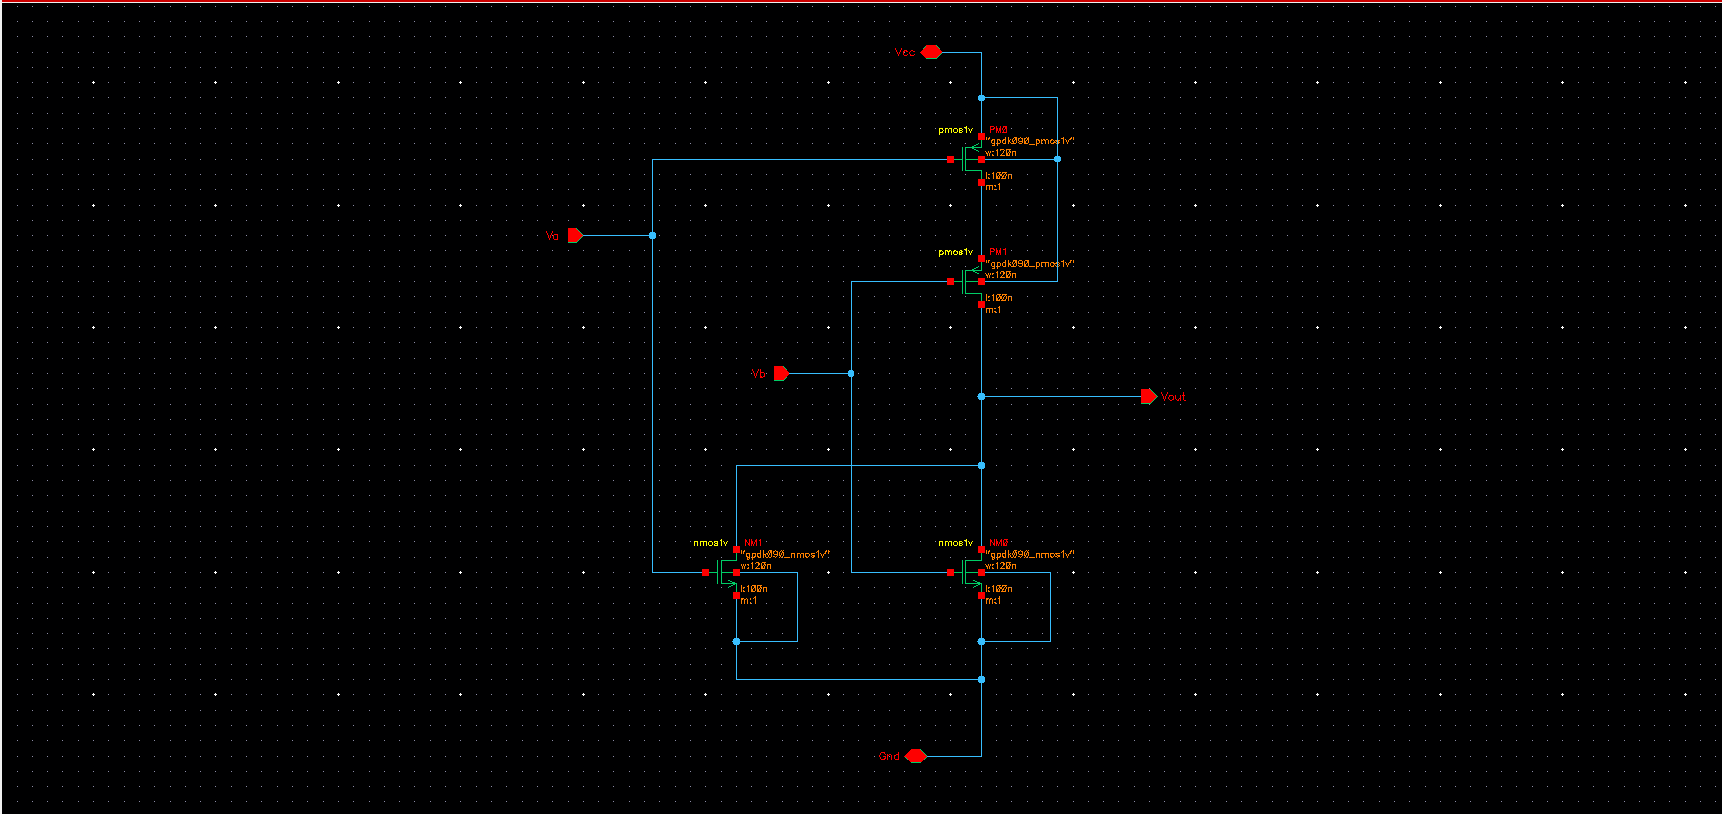 Vcc
pmos1v PM0
"gpdk090_pmos1v"
w:120n
l:100n
m:1
Va
pmos1v PM1
"gpdk090_pmos1v"
w:120n
l:100n
m:1
Vb
Vout
nmos1v NM1
"gpdk090_nmos1v"
w:120n
l:100n
m:1
nmos1v NM0
"gpdk090_nmos1v"
w:120n
l:100n
m:1
Gnd